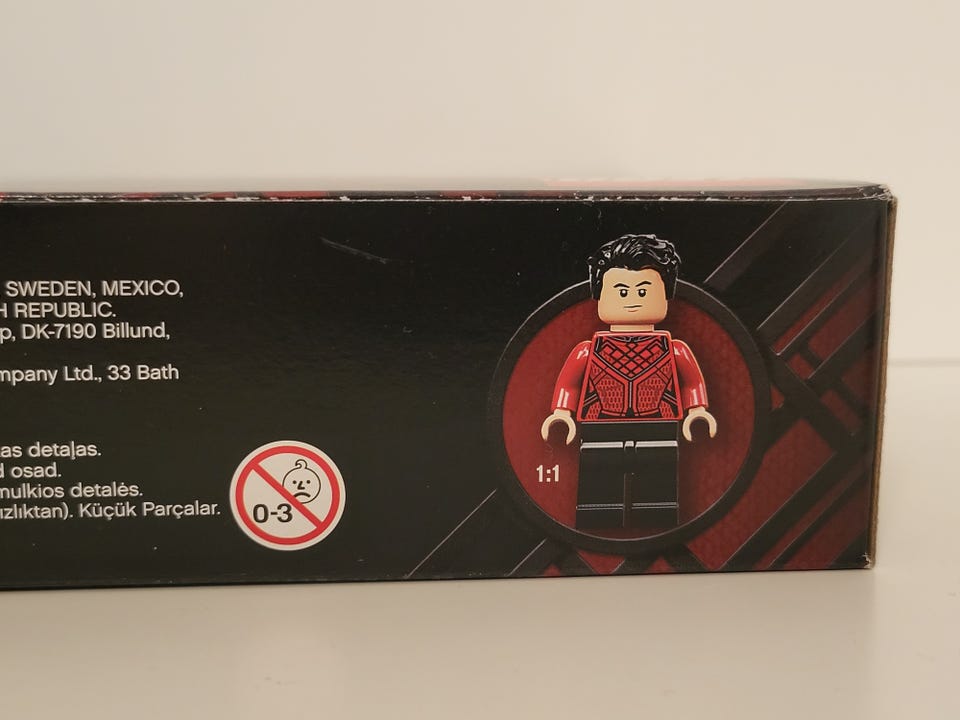 SWEDEN, MEXICO,
H REPUBLIC.
p, DK-7190 Billund,
mpany Ltd., 33 Bath
as detaļas.
d osad.
mulkios detalės.
ızlıktan). Küçük Parçalar.
0-3
1:1